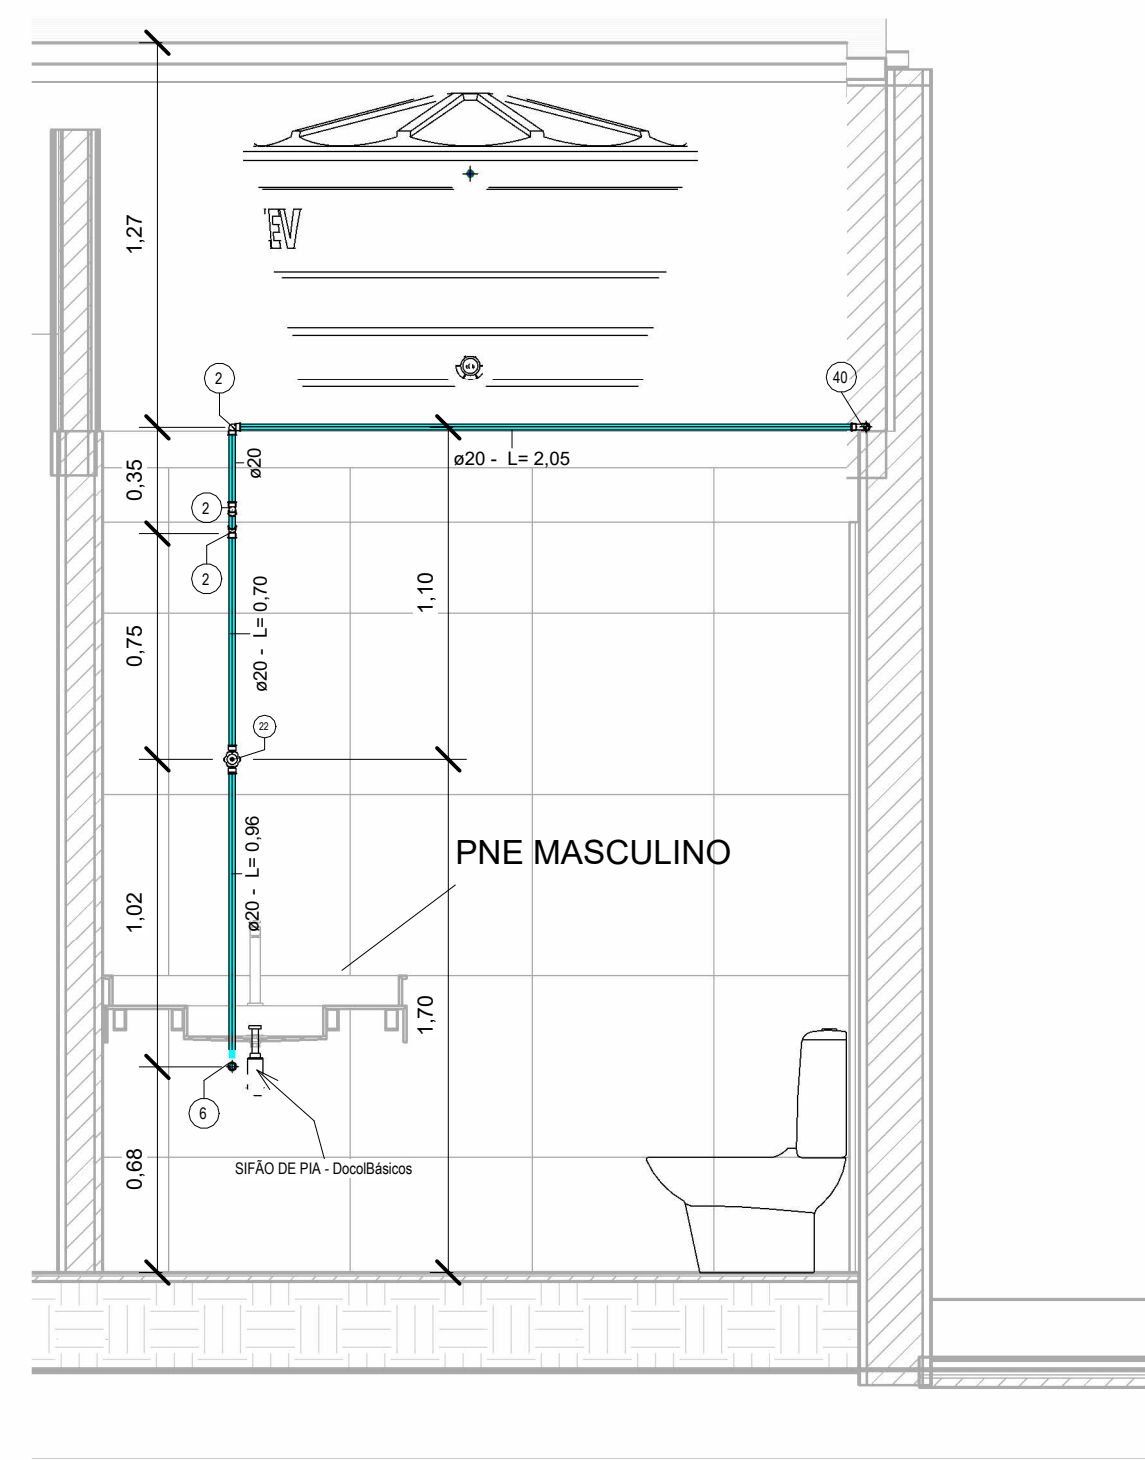 EV
1,27
2
40
ø20
ø20 - L= 2,05
0,35
2
2
1,10
ø20 - L= 0,70
0,75
22
PNE MASCULINO
ø20 - L= 0,96
1,02
1,70
6
SIFÃO DE PIA - DocolBásicos
0,68